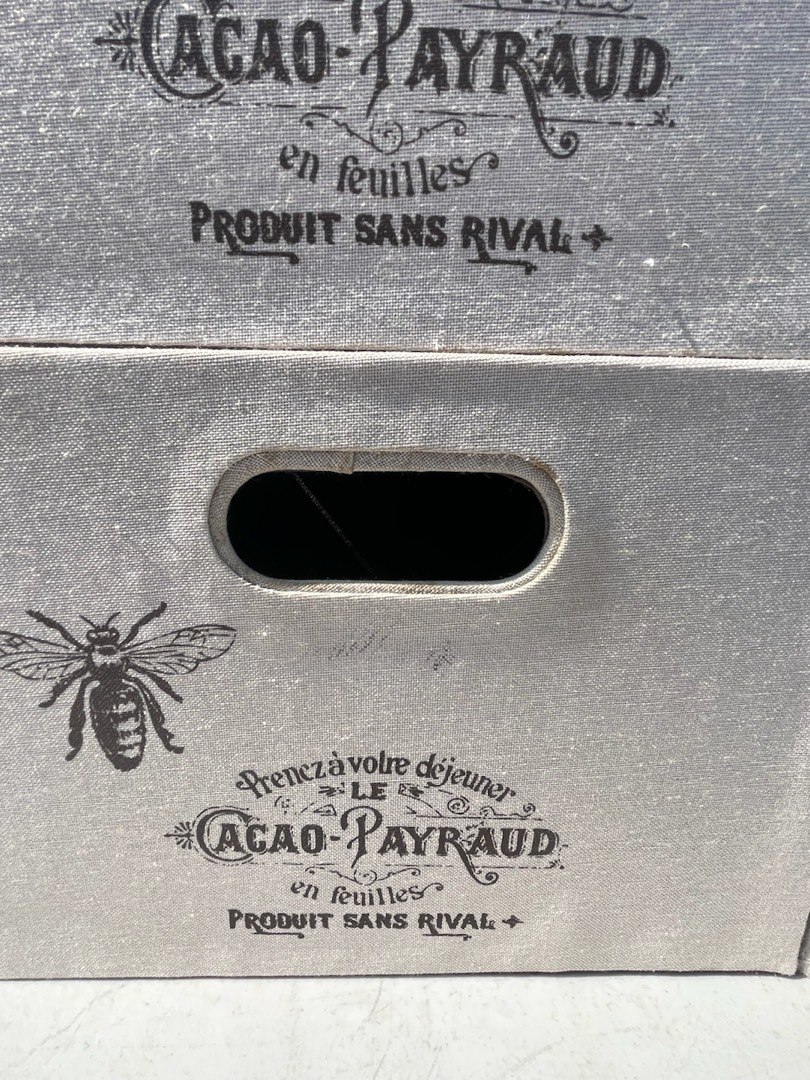 CACAO-PAYRAUD
en feuilles
PRODUIT SANS RIVAL
Prenez à votre déjeuner
LE
CACAO-PAYRAUD
en feuilles
PRODUIT SANS RIVAL